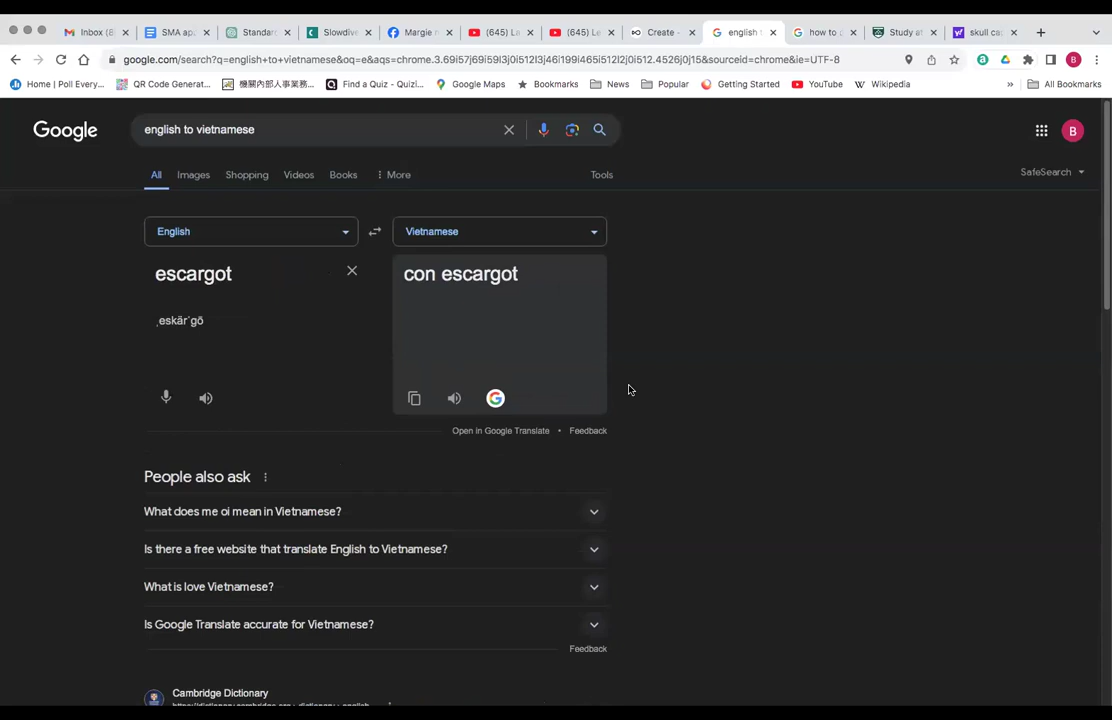 Inbox (8
SMA ap
Standard
Slowdive
Margie n
(645) La
(645) Le
Create -
english t
how to p
Study at
skull ca
google.com/search?q=english+to+vietnamese&oq=e&aqs=chrome.3.69i57j69i59l3j0i512l3j46i199i465i512l2j0i512.4526j0j15&sourceid=chrome&ie=UTF-8
B
Home | Poll Every...
QR Code Generat...
機關內部人事業務...
Find a Quiz - Quizi...
Google Maps
Bookmarks
News
Popular
Getting Started
YouTube
Wikipedia
»
All Bookmarks
Google
english to vietnamese
B
All
Images
Shopping
Videos
Books
More
Tools
SafeSearch
English
Vietnamese
escargot
con escargot
ˌeskärˈgō
Open in Google Translate • Feedback
People also ask
What does me oi mean in Vietnamese?
Is there a free website that translate English to Vietnamese?
What is love Vietnamese?
Is Google Translate accurate for Vietnamese?
Feedback
Cambridge Dictionary